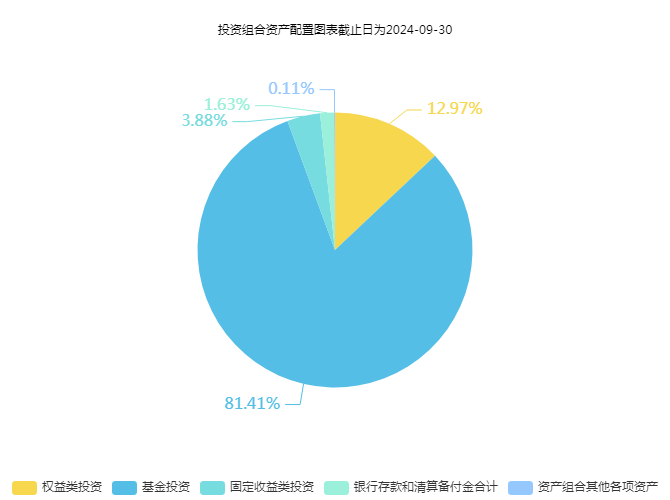 投资组合资产配置图表截止日为2024-09-30
0.11%
1.63%
12.97%
3.88%
81.41%
权益类投资 基金投资 固定收益类投资 银行存款和清算备付金合计 资产组合其他各项资产